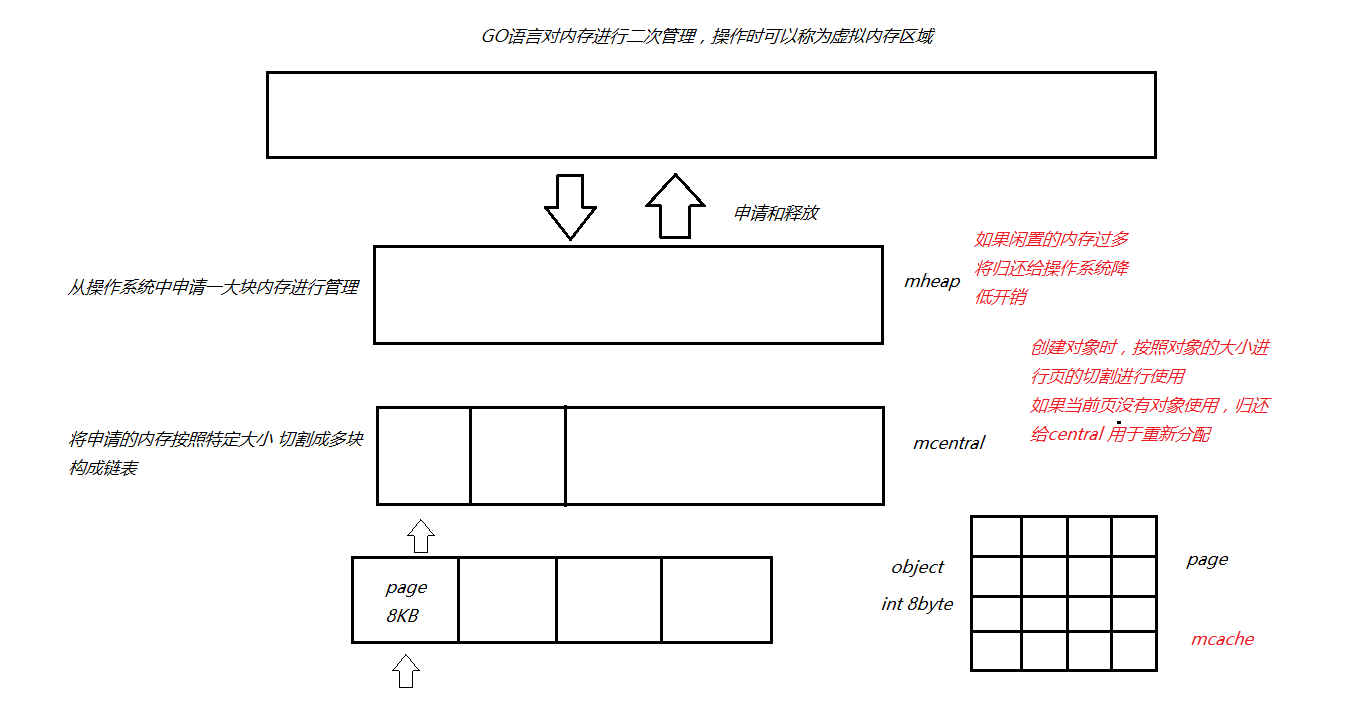 GO语言对内存进行二次管理，操作时可以称为虚拟内存区域
申请和释放
从操作系统中申请一大块内存进行管理
mheap
如果闲置的内存过多
将归还给操作系统降
低开销
创建对象时，按照对象的大小进
行页的切割进行使用
如果当前页没有对象使用，归还
给central 用于重新分配
将申请的内存按照特定大小 切割成多块
构成链表
mcentral
page
8KB
object
int 8byte
page
mcache